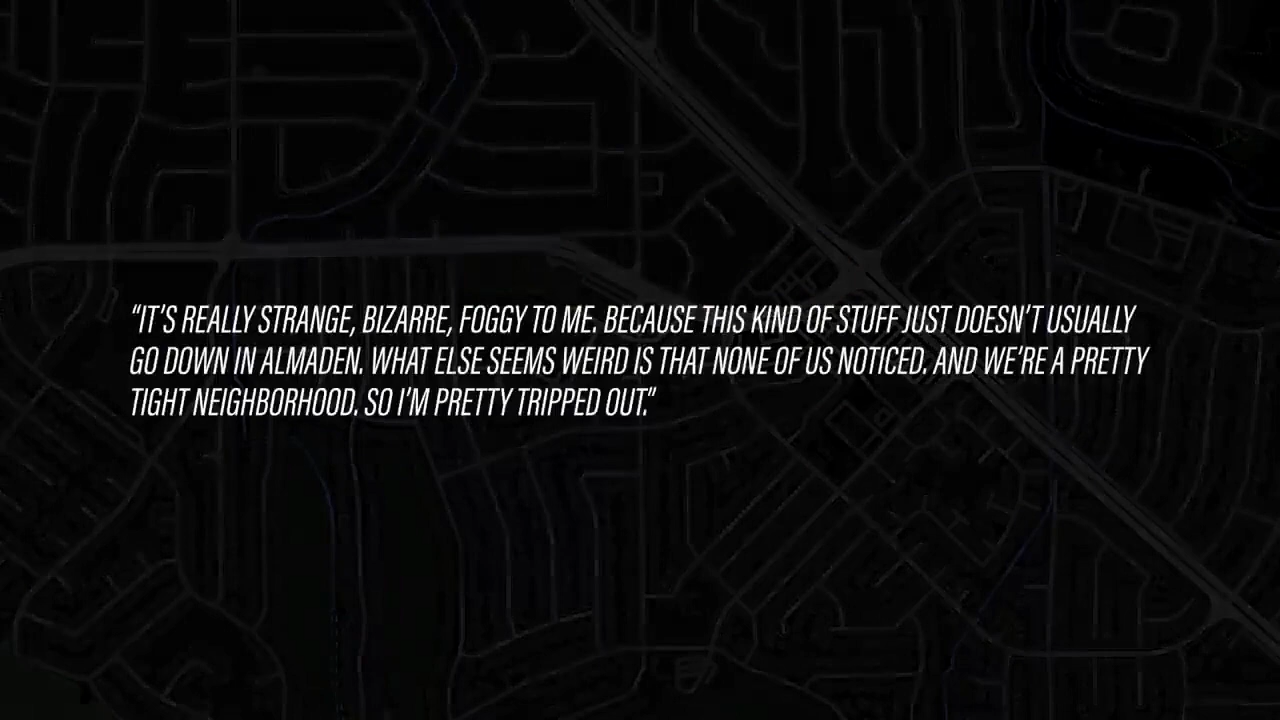 “IT’S REALLY STRANGE, BIZARRE, FOGGY TO ME. BECAUSE THIS KIND OF STUFF JUST DOESN’T USUALLY
GO DOWN IN ALMADEN. WHAT ELSE SEEMS WEIRD IS THAT NONE OF US NOTICED. AND WE’RE A PRETTY
TIGHT NEIGHBORHOOD. SO I’M PRETTY TRIPPED OUT.”